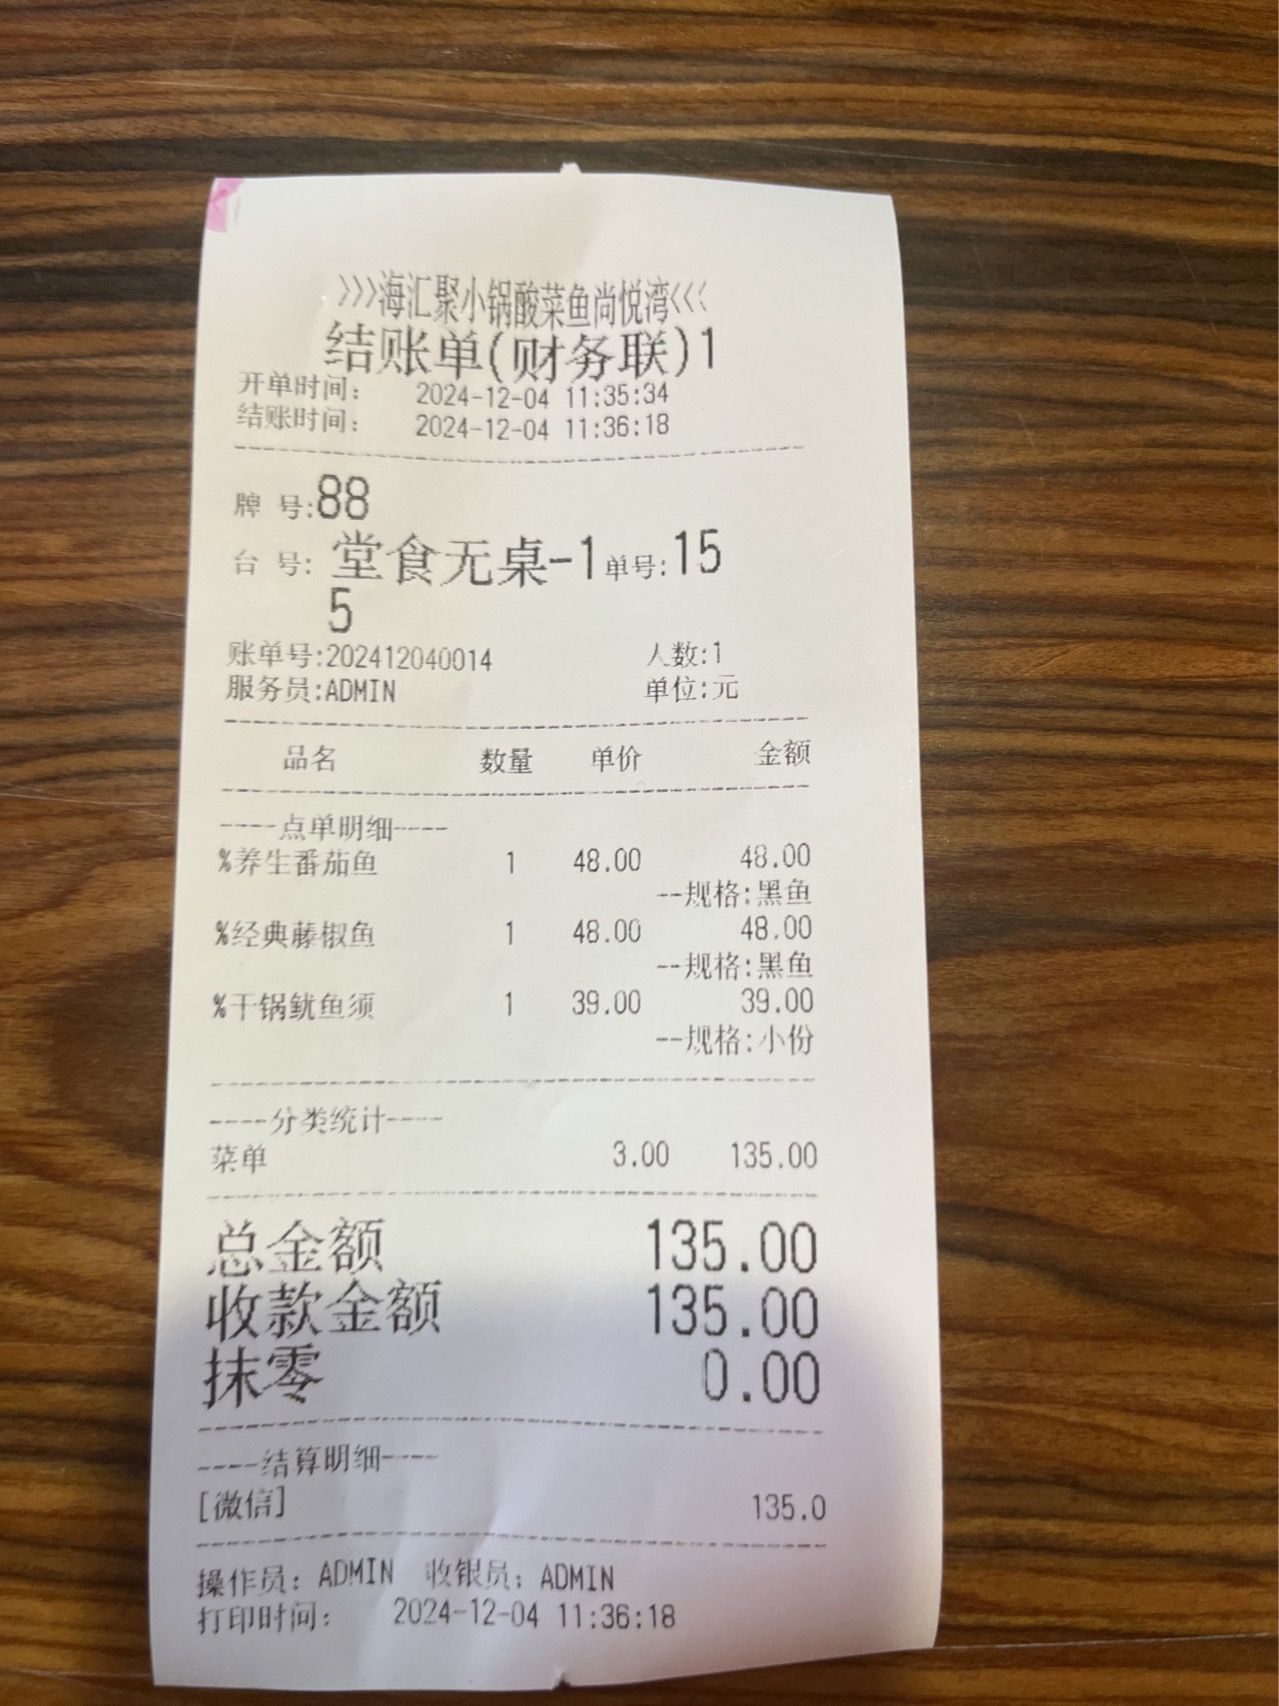 >>>海汇聚小锅酸菜鱼尚悦湾<<<
结账单(财务联)1
开单时间: 2024-12-04 11:35:34
结账时间: 2024-12-04 11:36:18
牌 号:88
台 号: 堂食无桌-1 单号:15
5
账单号:202412040014 人数:1
服务员:ADMIN 单位:元
品名 数量 单价 金额
----点单明细----
%养生番茄鱼 1 48.00 48.00
--规格:黑鱼
%经典藤椒鱼 1 48.00 48.00
--规格:黑鱼
%干锅鱿鱼须 1 39.00 39.00
--规格:小份
----分类统计----
菜单 3.00 135.00
总金额 135.00
收款金额 135.00
抹零 0.00
----结算明细----
[微信] 135.0
操作员: ADMIN 收银员: ADMIN
打印时间: 2024-12-04 11:36:18